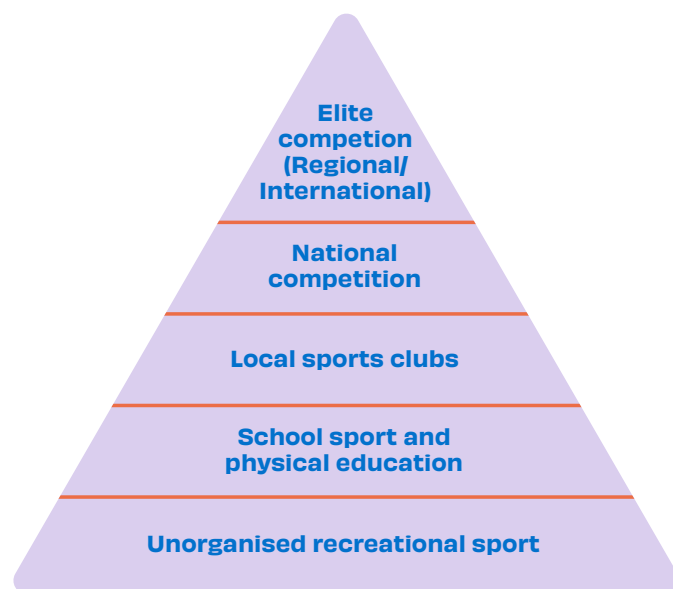 Elite
competion
(Regional/
International)
National
competition
Local sports clubs
School sport and
physical education
Unorganised recreational sport